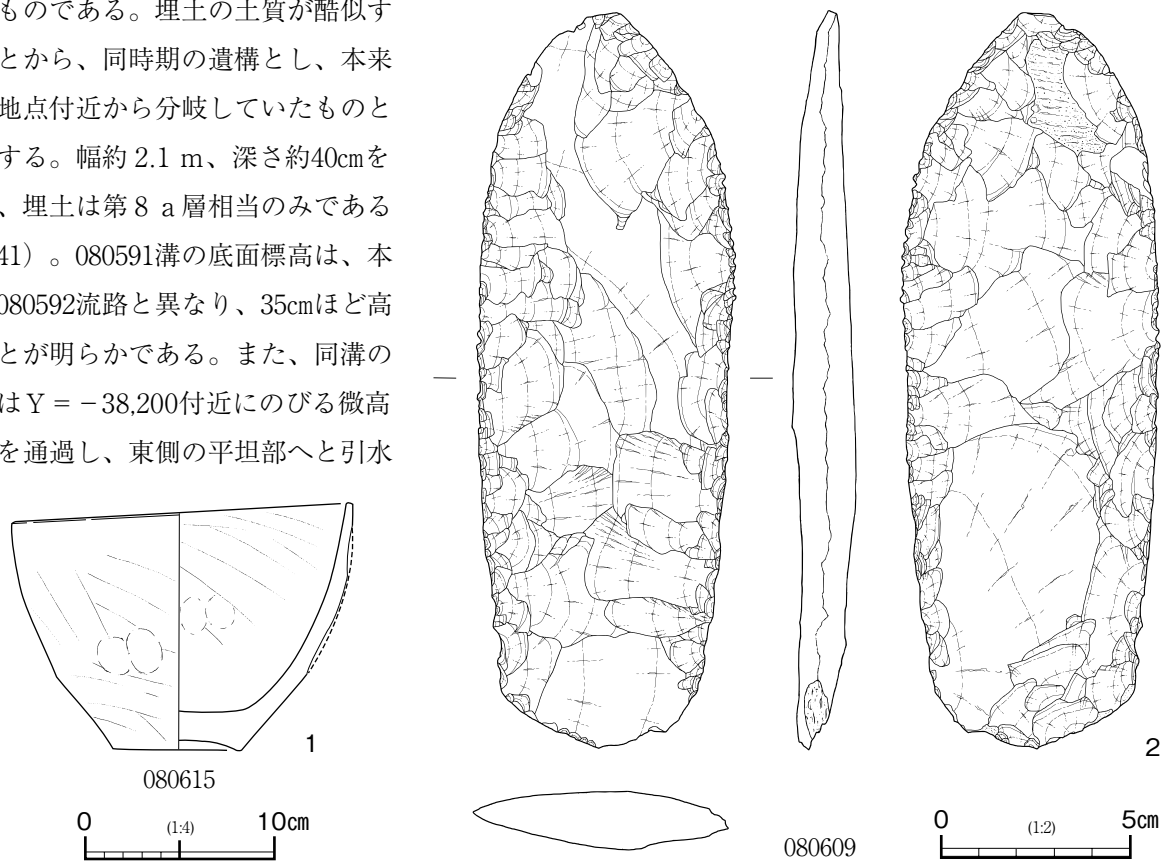 ものである。埋土の土質が酷似す
とから、同時期の遺構とし、本来
地点付近から分岐していたものと
する。幅約 2.1 m、深さ約40㎝を
、埋土は第８ａ層相当のみである
41）。080591溝の底面標高は、本
080592流路と異なり、35㎝ほど高
とが明らかである。また、同溝の
はＹ＝－38,200付近にのびる微高
を通過し、東側の平坦部へと引水
1
080615
0 (1:4) 10㎝
2
080609
0 (1:2) 5㎝